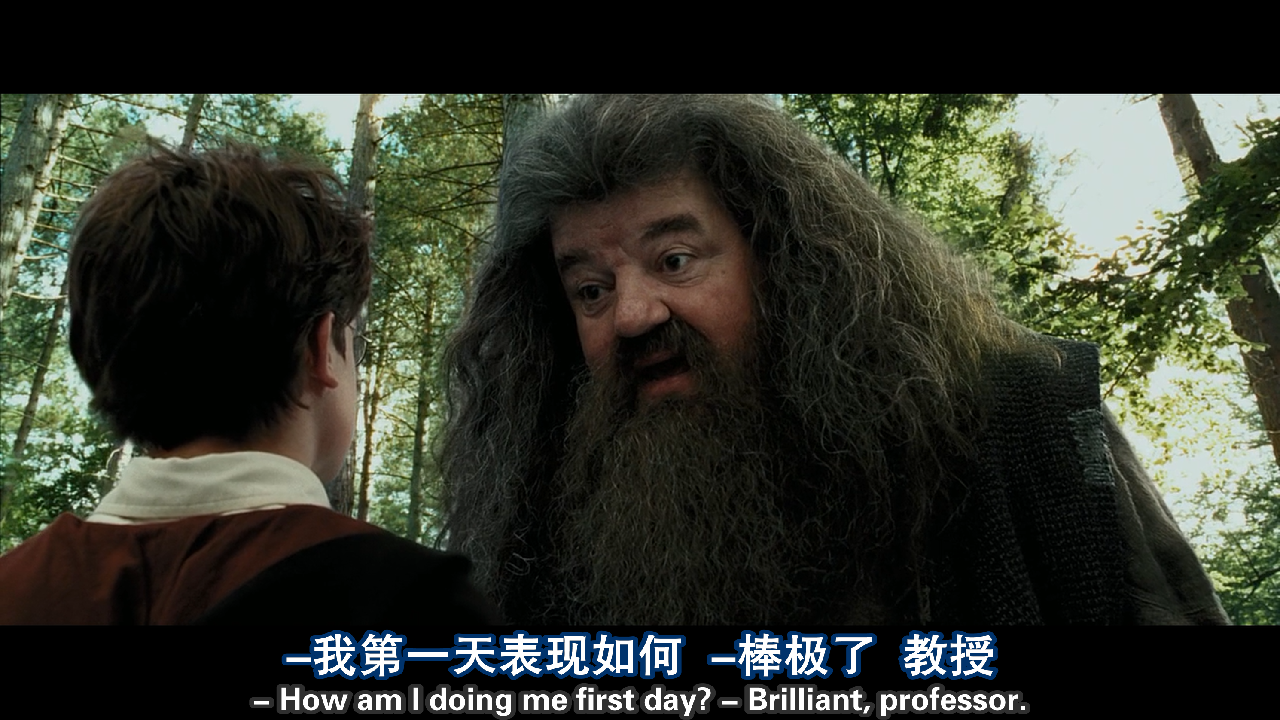 –我第一天表现如何 –棒极了 教授
– How am I doing me first day? – Brilliant, professor.